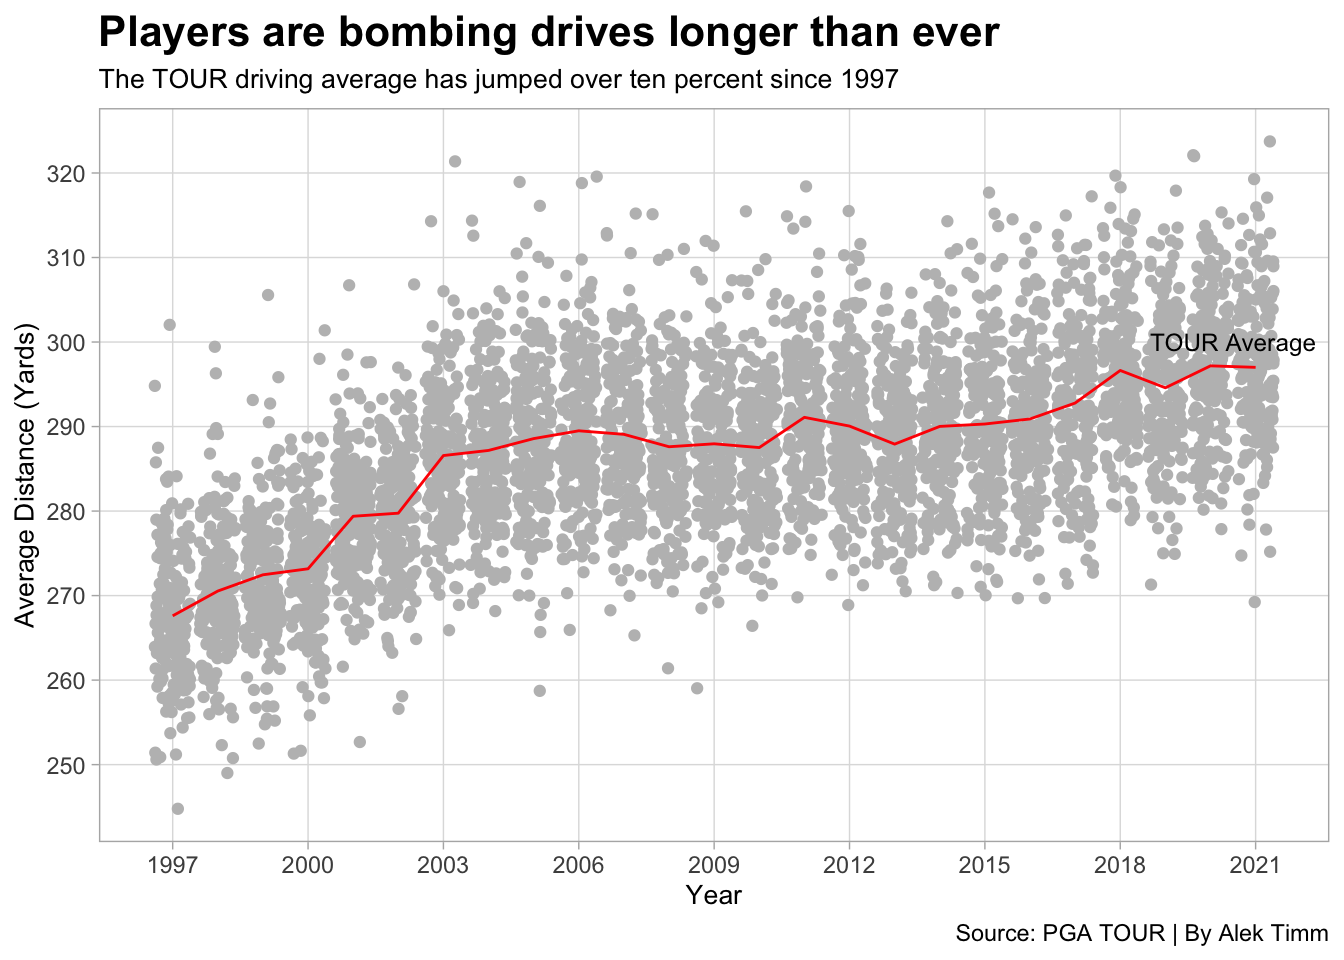 Players are bombing drives longer than ever
The TOUR driving average has jumped over ten percent since 1997
Average Distance (Yards)
320
310
300
290
280
270
260
250
TOUR Average
1997 2000 2003 2006 2009 2012 2015 2018 2021
Year
Source: PGA TOUR | By Alek Timm